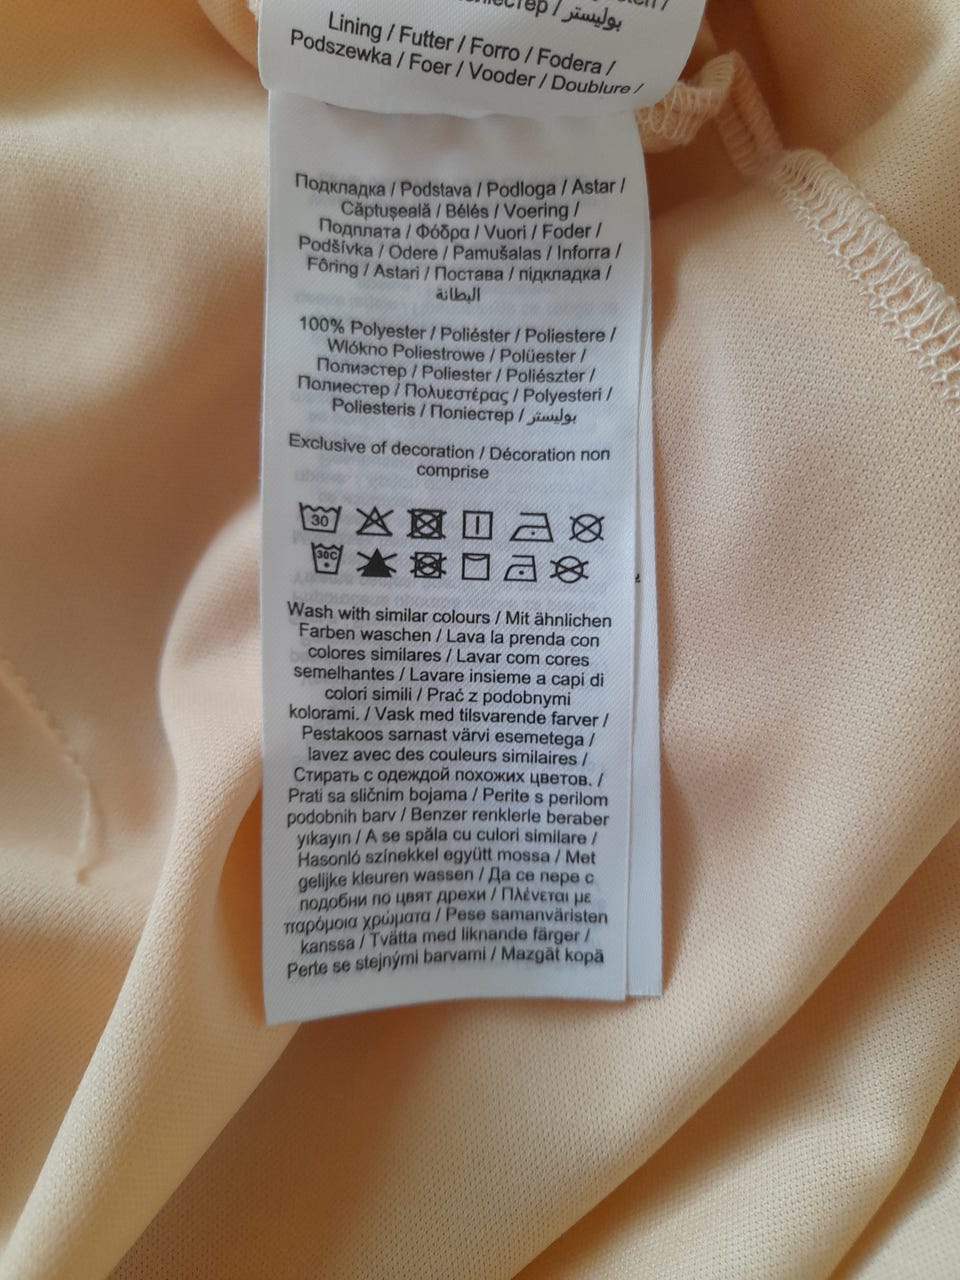 بوليستر /
Lining / Futter / Forro / Fodera /
Podszewka / Foer / Vooder / Doublure /
Подкладка / Podstava / Podloga / Astar /
Căptușeală / Bélés / Voering /
Подплата / Φόδρα / Vuori / Foder /
Podšívka / Odere / Pamušalas / Inforra /
Fôring / Astari / Постава / підкладка /
البطانة
100% Polyester / Poliéster / Poliestere /
Wlókno Poliestrowe / Polüester /
Полиэстер / Poliester / Poliészter /
Полиестер / Πολυεστέρας / Polyesteri /
Poliesteris / Поліестер / بوليستر
Exclusive of decoration / Décoration non
comprise
30
30C
Wash with similar colours / Mit ähnlichen
Farben waschen / Lava la prenda con
colores similares / Lavar com cores
semelhantes / Lavare insieme a capi di
colori simili / Prać z podobnymi
kolorami. / Vask med tilsvarende farver /
Pestakoos sarnast värvi esemetega /
lavez avec des couleurs similaires /
Стирать с одеждой похожих цветов. /
Prati sa sličnim bojama / Perite s perilom
podobnih barv / Benzer renklerle beraber
yıkayın / A se spăla cu culori similare /
Hasonló színekkel együtt mossa / Met
gelijke kleuren wassen / Да се пере с
подобни по цвят дрехи / Πλένεται με
παρόμοια χρώματα / Pese samanväristen
kanssa / Tvätta med liknande färger /
Perte se stejnými barvami / Mazgāt kopā